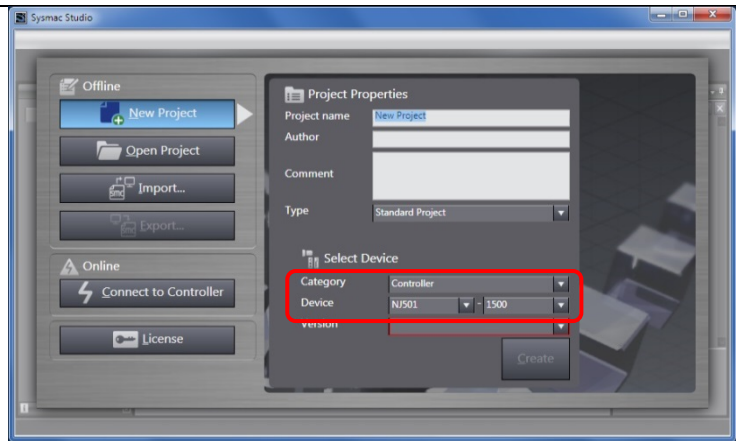 Sysmac Studio
Offline
New Project
Open Project
Import...
Export...
Online
Connect to Controller
License
Project Properties
Project name New Project
Author
Comment
Type Standard Project
Select Device
Category Controller
Device NJ501 - 1500
Version
Create